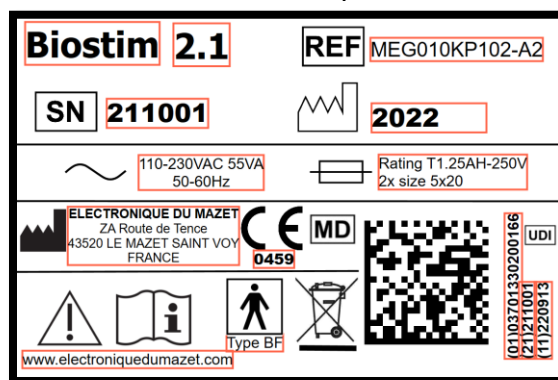 Biostim 2.1
REF MEG010KP102-A2
SN 211001
2022
110-230VAC 55VA
50-60Hz
Rating T1.25AH-250V
2x size 5x20
ELECTRONIQUE DU MAZET
ZA Route de Tence
43520 LE MAZET SAINT VOY
FRANCE
CE
0459
MD
UDI
(01)03701330200166
(21)211001
(11)220913
i
Type BF
www.electroniquedumazet.com